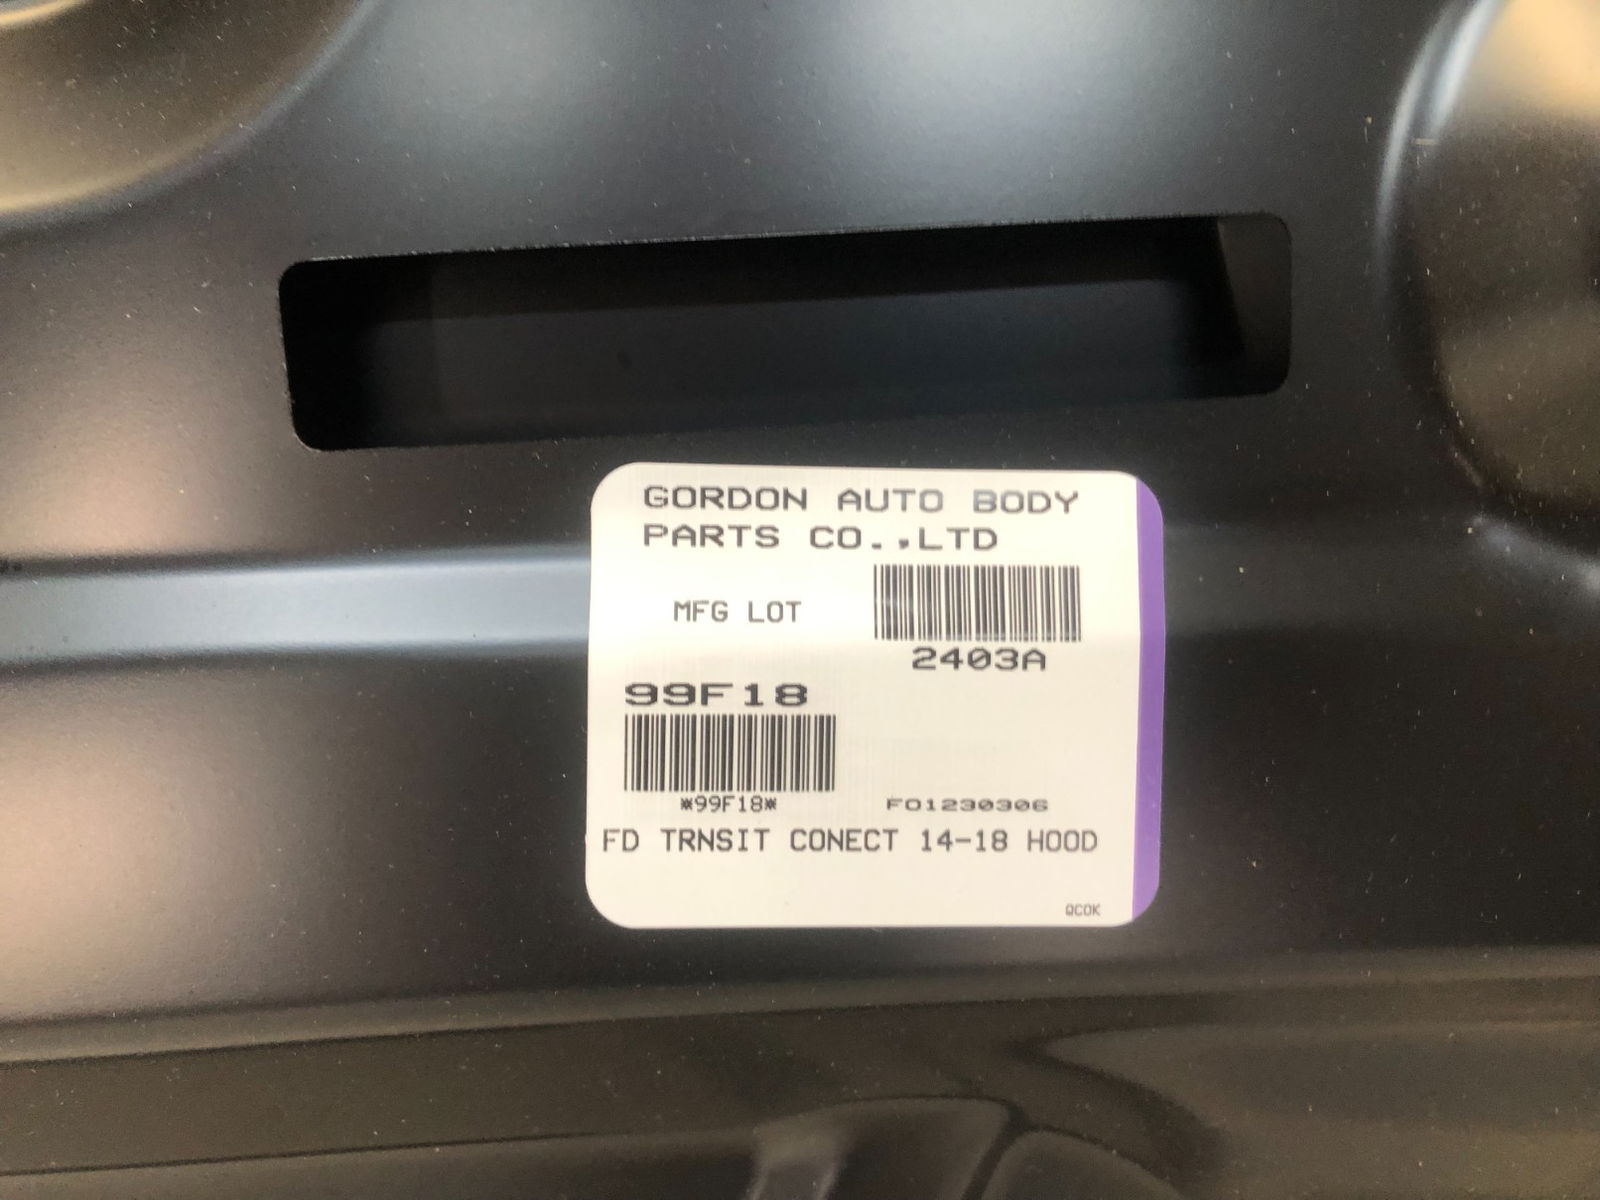 GORDON AUTO BODY
PARTS CO.,LTD
MFG LOT
2403A
99F18
*99F18*
FO1230306
FD TRNSIT CONECT 14-18 HOOD
QCOK